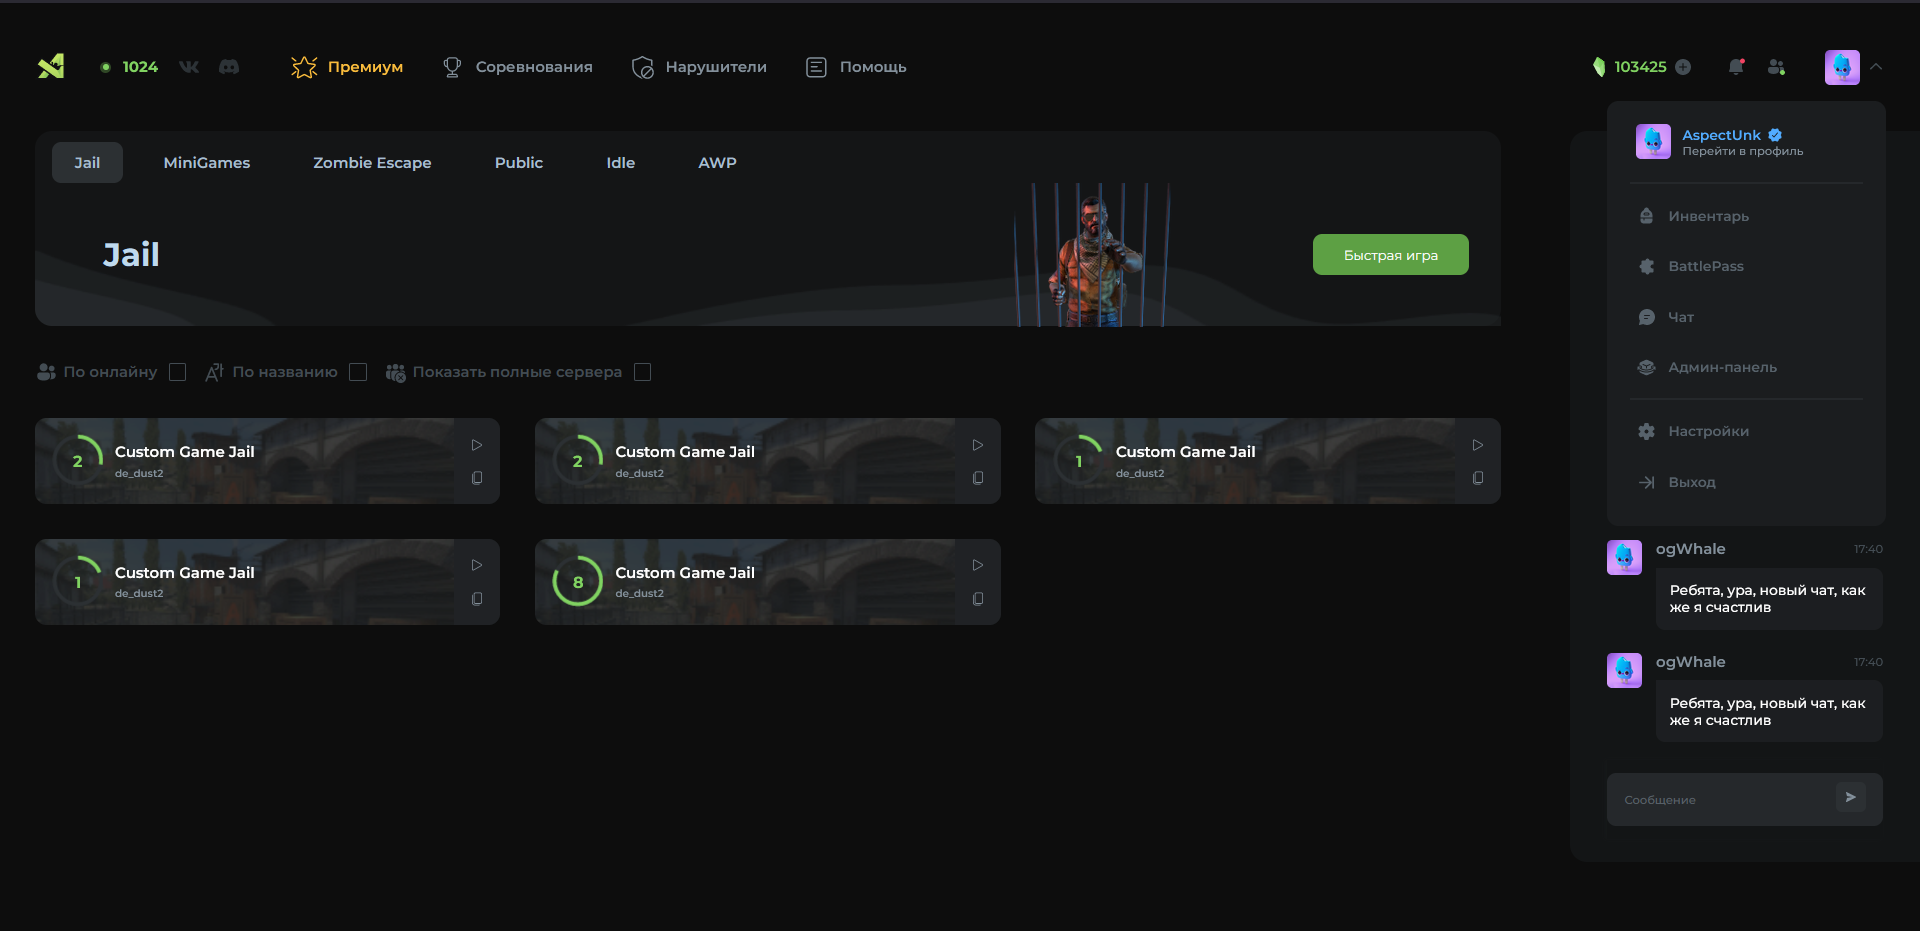 1024
Премиум
Соревнования
Нарушители
Помощь
103425
Jail
MiniGames
Zombie Escape
Public
Idle
AWP
Jail
Быстрая игра
По онлайну
По названию
Показать полные сервера
2
Custom Game Jail
de_dust2
2
Custom Game Jail
de_dust2
1
Custom Game Jail
de_dust2
1
Custom Game Jail
de_dust2
8
Custom Game Jail
de_dust2
AspectUnk
Перейти в профиль
Инвентарь
BattlePass
Чат
Админ-панель
Настройки
Выход
ogWhale
17:40
Ребята, ура, новый чат, как
же я счастлив
ogWhale
17:40
Ребята, ура, новый чат, как
же я счастлив
Сообщение